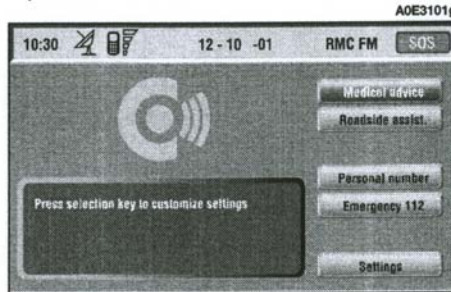 A0E3101g
10:30 12-10 -01 RMC FM SOS
Medical advice
Roadside assist.
Personal number
Press selection key to customize settings
Emergency 112
Settings